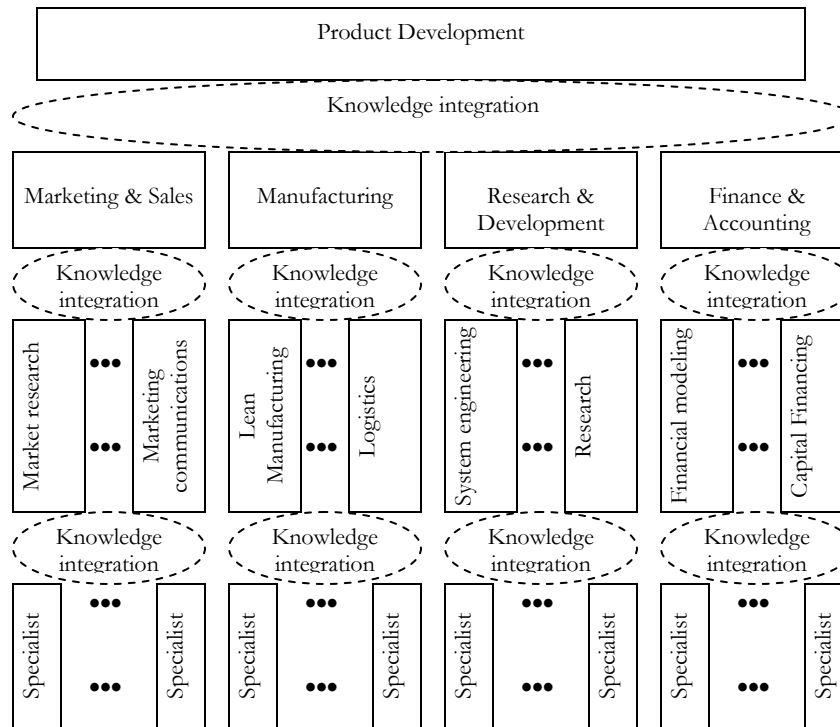 Product Development
Knowledge integration
Marketing & Sales
Manufacturing
Research &
Development
Finance &
Accounting
Knowledge
integration
Knowledge
integration
Knowledge
integration
Knowledge
integration
Market research
Marketing
communications
Lean
Manufacturing
Logistics
System engineering
Research
Financial modeling
Capital Financing
Knowledge
integration
Knowledge
integration
Knowledge
integration
Knowledge
integration
Specialist
Specialist
Specialist
Specialist
Specialist
Specialist
Specialist
Specialist